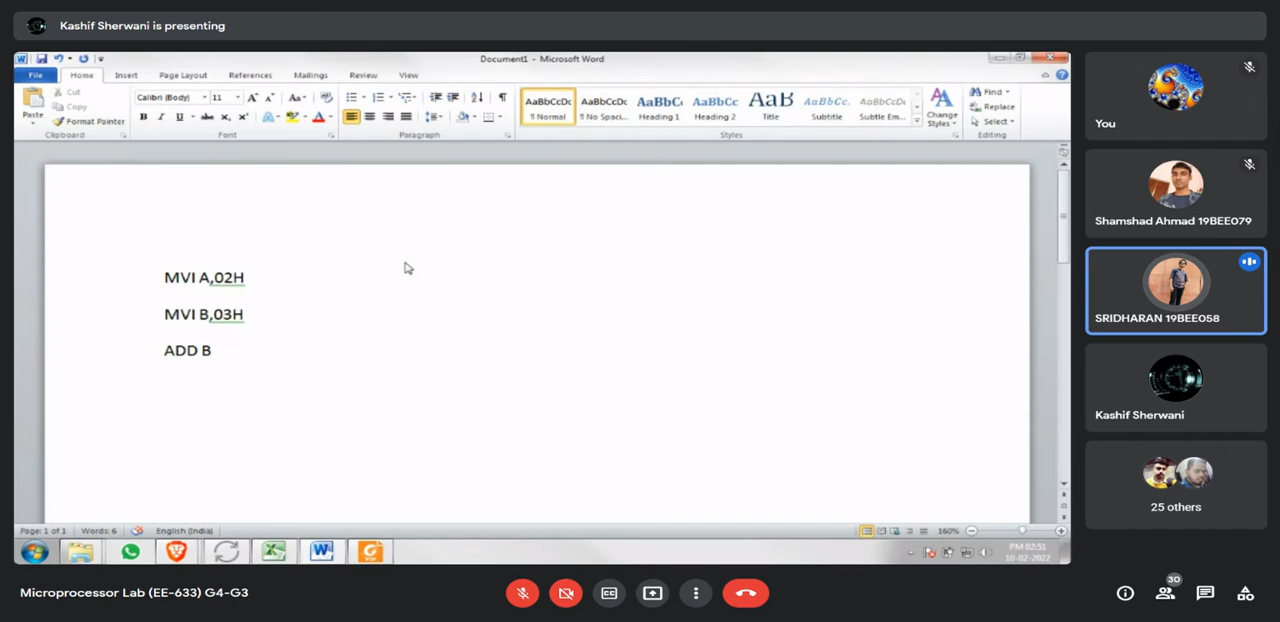 Kashif Sherwani is presenting
Document1 - Microsoft Word
File Home Insert Page Layout References Mailings Review View
Paste
Cut
Copy
Format Painter
Clipboard
Calibri (Body) 11
Font
Paragraph
AaBbCcDc AaBbCcDc AaBbC AaBbCc AaB AaBbCc. AaBbCcDc
¶ Normal ¶ No Spaci... Heading 1 Heading 2 Title Subtitle Subtle Em...
Change Styles
Styles
Find
Replace
Select
Editing
MVI A,02H
MVI B,03H
ADD B
Page: 1 of 1 Words: 6 English (India) 160%
PM 02:51
10-02-2022
You
Shamshad Ahmad 19BEE079
SRIDHARAN 19BEE058
Kashif Sherwani
25 others
Microprocessor Lab (EE-633) G4-G3
30